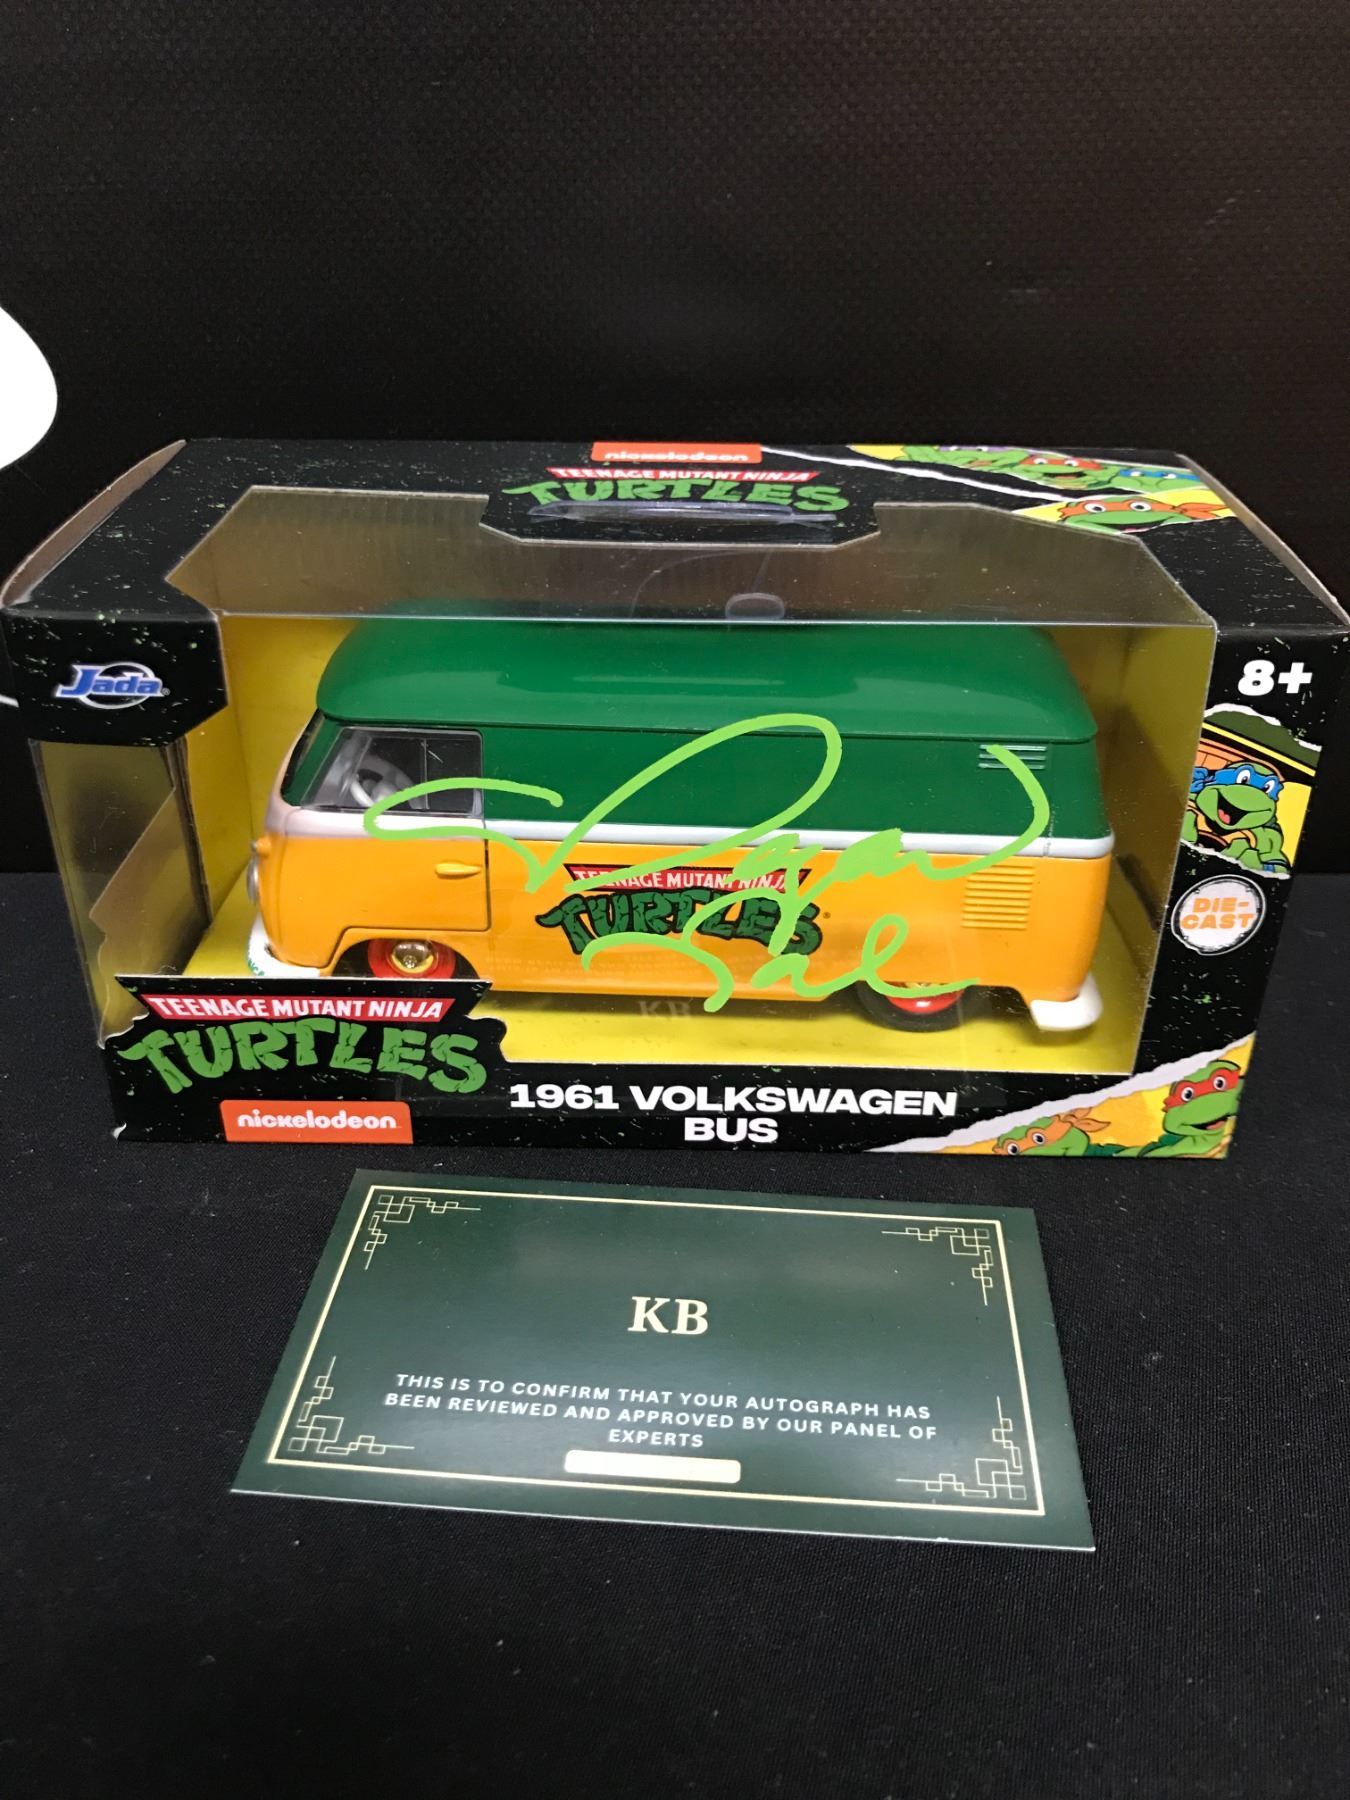 nickelodeon
TEENAGE MUTANT NINJA
TURTLES
Jada
8+
TEENAGE MUTANT NINJA
TURTLES
DIE-
CAST
KB
TEENAGE MUTANT NINJA
TURTLES
nickelodeon
1961 VOLKSWAGEN
BUS
KB
THIS IS TO CONFIRM THAT YOUR AUTOGRAPH HAS
BEEN REVIEWED AND APPROVED BY OUR PANEL OF
EXPERTS